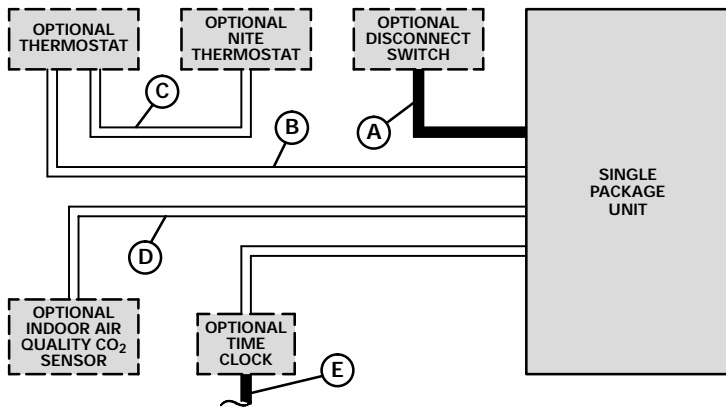 OPTIONAL
THERMOSTAT
OPTIONAL
NITE
THERMOSTAT
OPTIONAL
DISCONNECT
SWITCH
C
B
A
SINGLE
PACKAGE
UNIT
D
OPTIONAL
INDOOR AIR
QUALITY CO₂
SENSOR
OPTIONAL
TIME
CLOCK
E